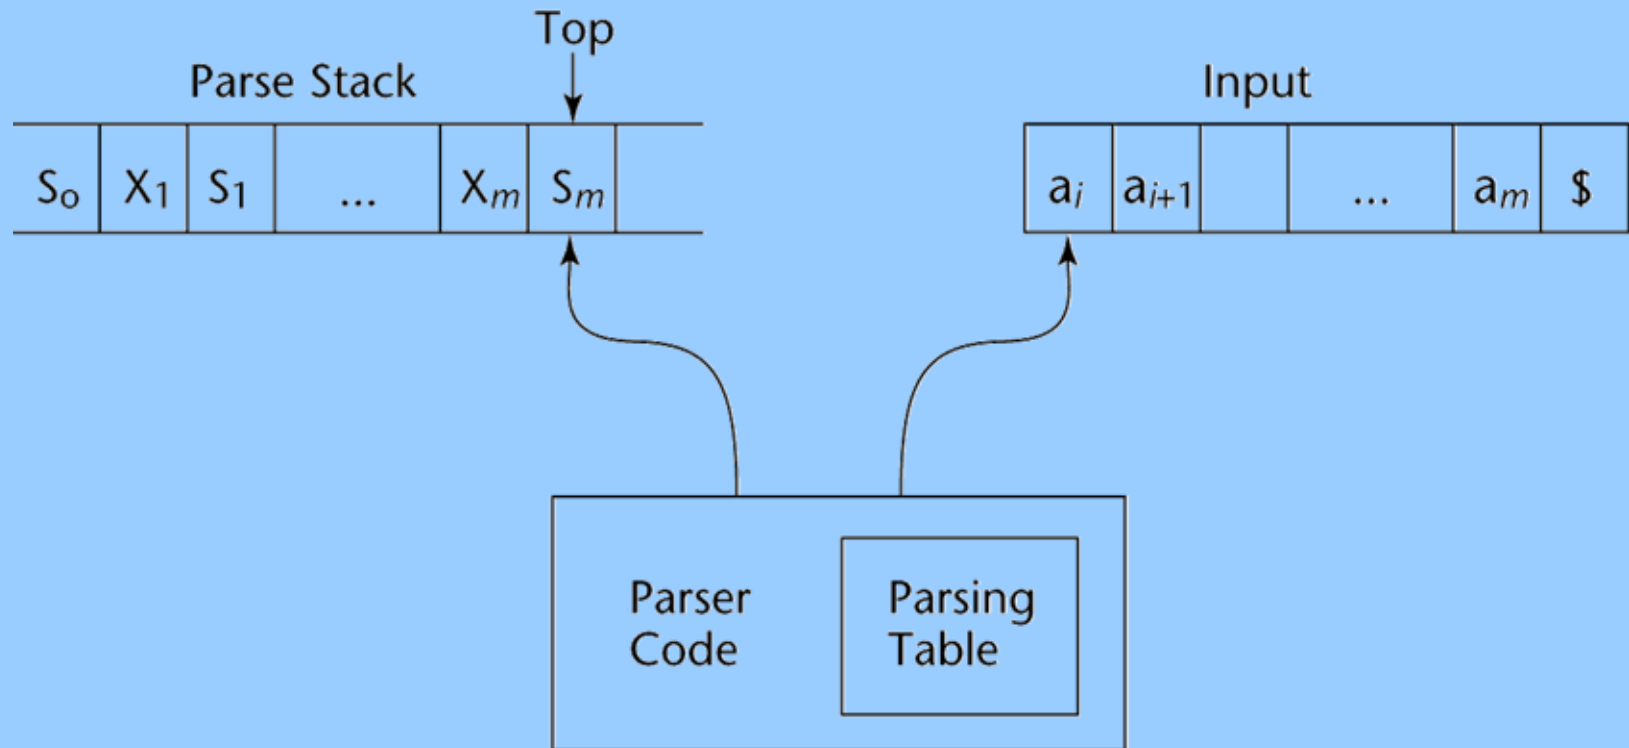 Top
Parse Stack
Input
S₀ X₁ S₁ ... Xₘ Sₘ
aᵢ aᵢ₊₁ ... aₘ $
Parser
Code
Parsing
Table